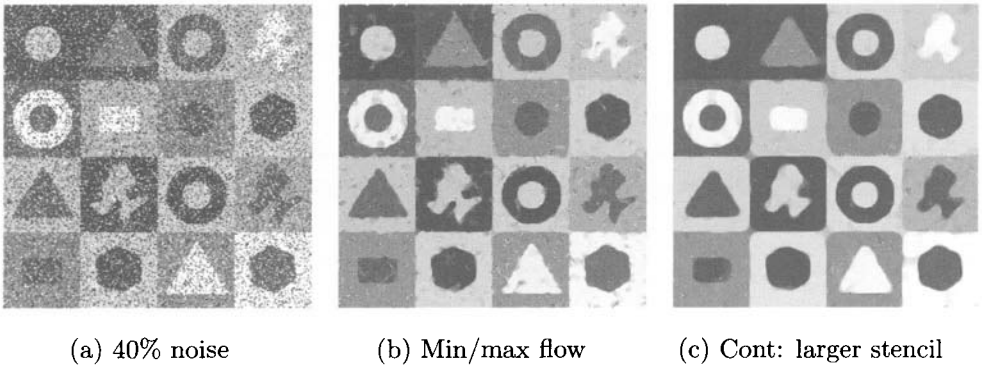 (a) 40% noise
(b) Min/max flow
(c) Cont: larger stencil